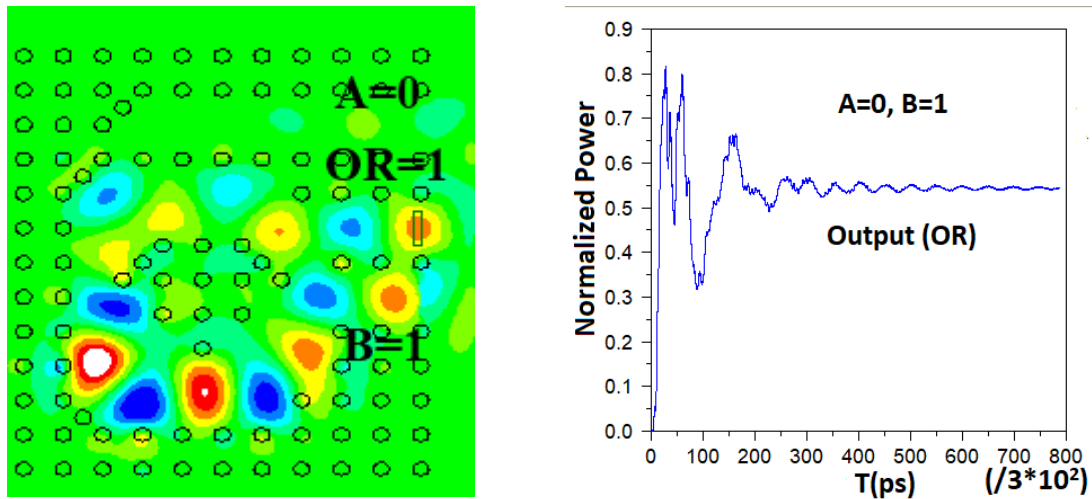 A=0
OR=1
B=1
Normalized Power
0.9
0.8
0.7
0.6
0.5
0.4
0.3
0.2
0.1
0.0
A=0, B=1
Output (OR)
0 100 200 300 400 500 600 700 800
T(ps) (/3*10²)